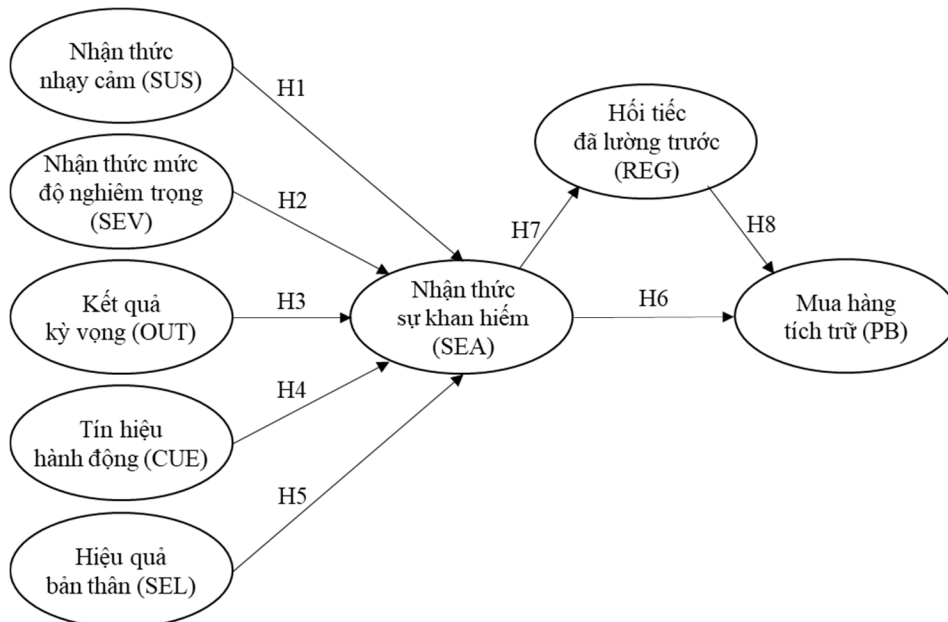 Nhận thức
nhạy cảm (SUS)
H1
Nhận thức mức
độ nghiêm trọng
(SEV)
H2
Kết quả
kỳ vọng (OUT)
H3
Tín hiệu
hành động (CUE)
H4
Hiệu quả
bản thân (SEL)
H5
Nhận thức
sự khan hiếm
(SEA)
H7
Hối tiếc
đã lường trước
(REG)
H8
H6
Mua hàng
tích trữ (PB)